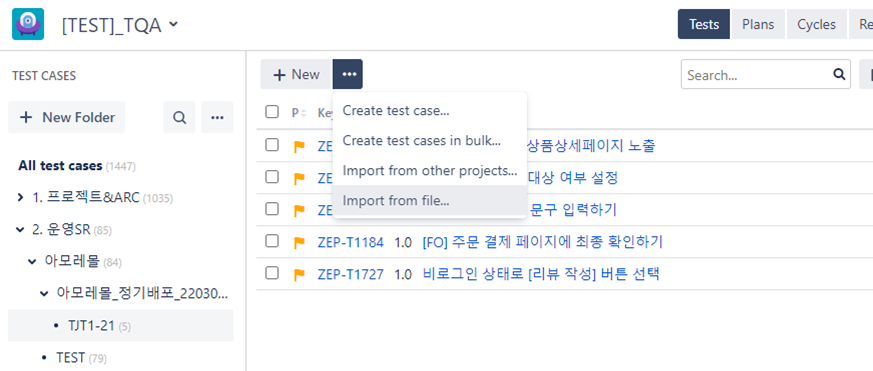 [TEST]_TQA
Tests
Plans
Cycles
Re
TEST CASES
+ New Folder
...
All test cases (1447)
1. 프로젝트&ARC (1035)
2. 운영SR (85)
아모레몰 (84)
아모레몰_정기배포_22030...
TJT1-21 (5)
TEST (79)
+ New
...
Search...
P
Key
Create test case...
Create test cases in bulk...
Import from other projects...
Import from file...
ZE 상품상세페이지 노출
ZE 대상 여부 설정
ZE 문구 입력하기
ZEP-T1184 1.0 [FO] 주문 결제 페이지에 최종 확인하기
ZEP-T1727 1.0 비로그인 상태로 [리뷰 작성] 버튼 선택